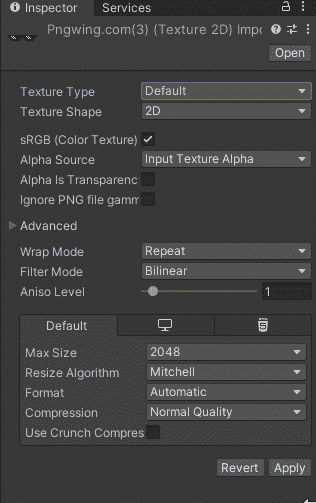 Inspector Services
Pngwing.com(3) (Texture 2D) Impo
Open
Texture Type Default
Texture Shape 2D
sRGB (Color Texture)
Alpha Source Input Texture Alpha
Alpha Is Transparenc
Ignore PNG file gamm
Advanced
Wrap Mode Repeat
Filter Mode Bilinear
Aniso Level 1
Default
Max Size 2048
Resize Algorithm Mitchell
Format Automatic
Compression Normal Quality
Use Crunch Compres
Revert Apply